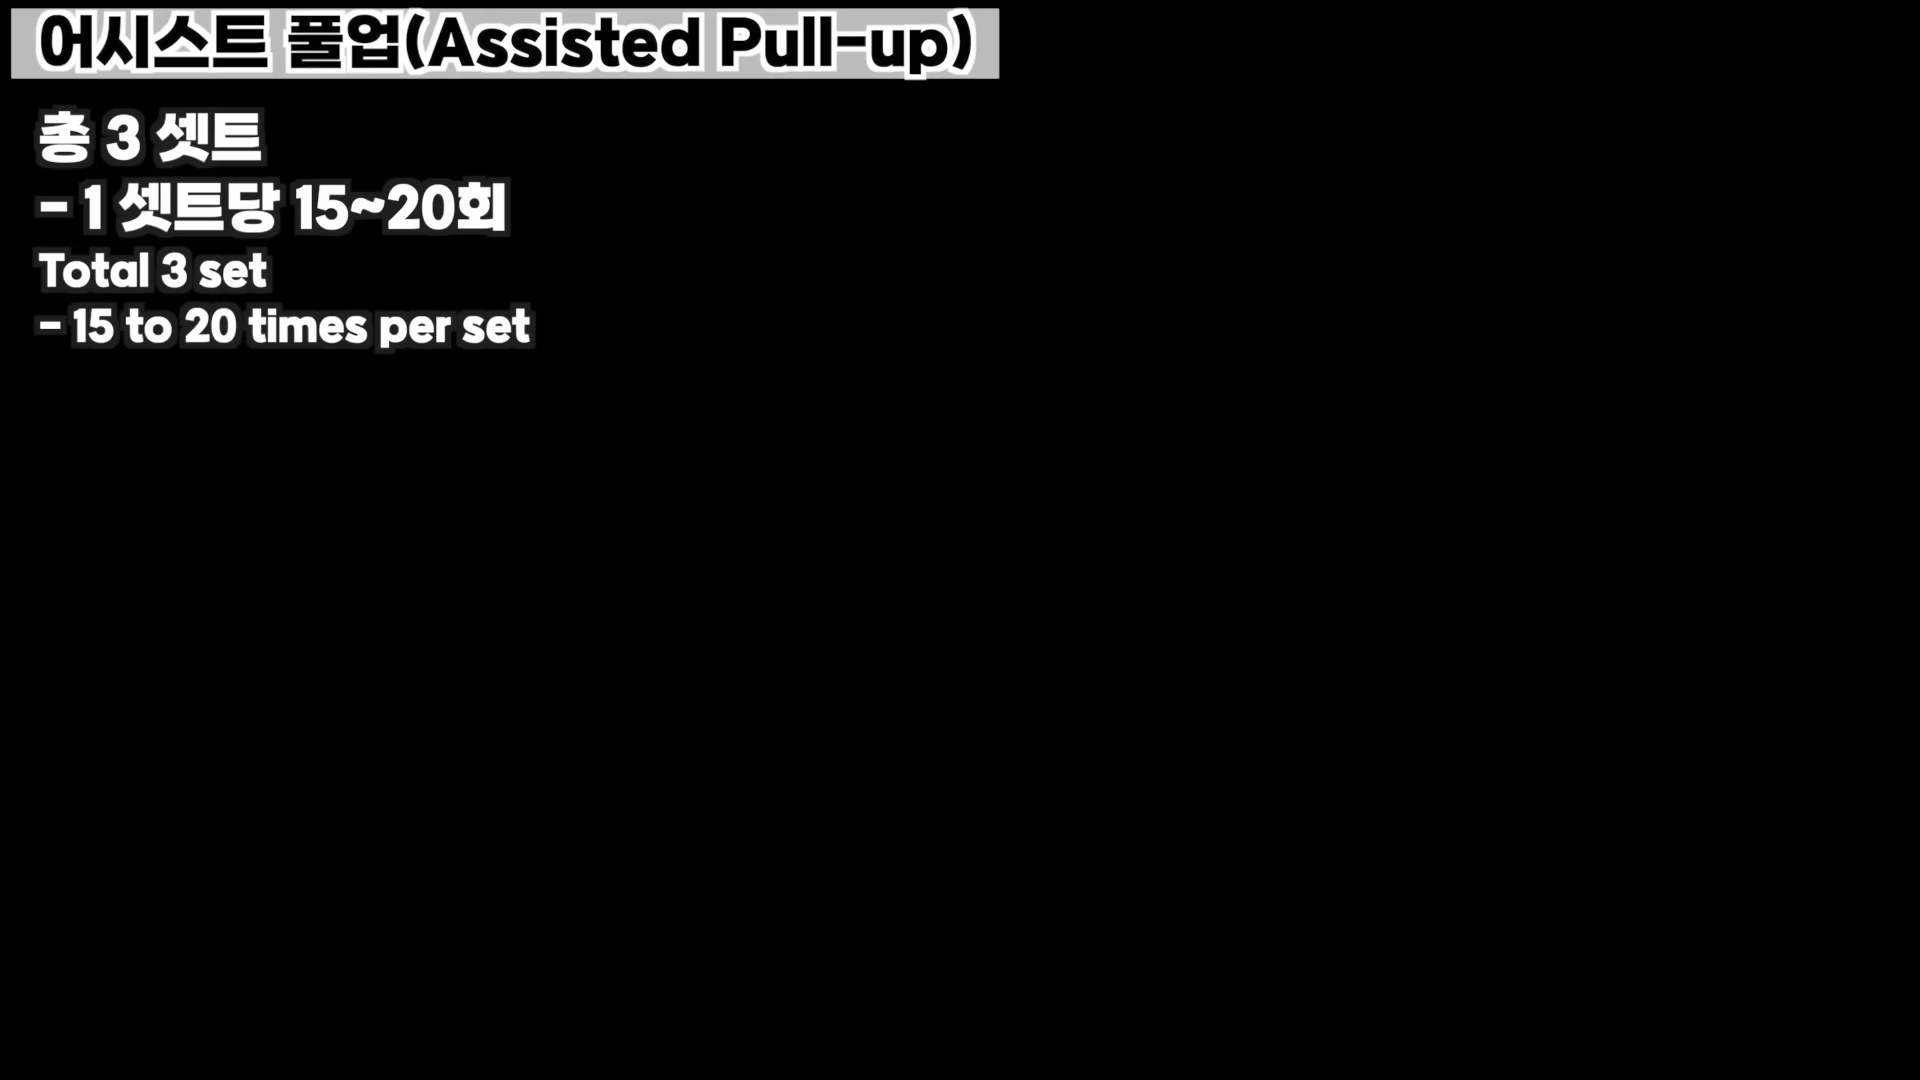 어시스트 풀업(Assisted Pull-up)
총 3 셋트
- 1 셋트당 15~20회
Total 3 set
- 15 to 20 times per set